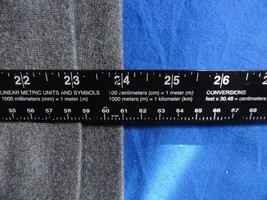 22 23 24 25 26
LINEAR METRIC UNITS AND SYMBOLS 100 centimeters (cm) = 1 meter (m) CONVERSIONS
1000 millimeters (mm) = 1 meter (m) 1000 meters (m) = 1 kilometer (km) feet x 30.48 = centimeters
55 56 57 58 59 60 61 62 63 64 65 66 67 68